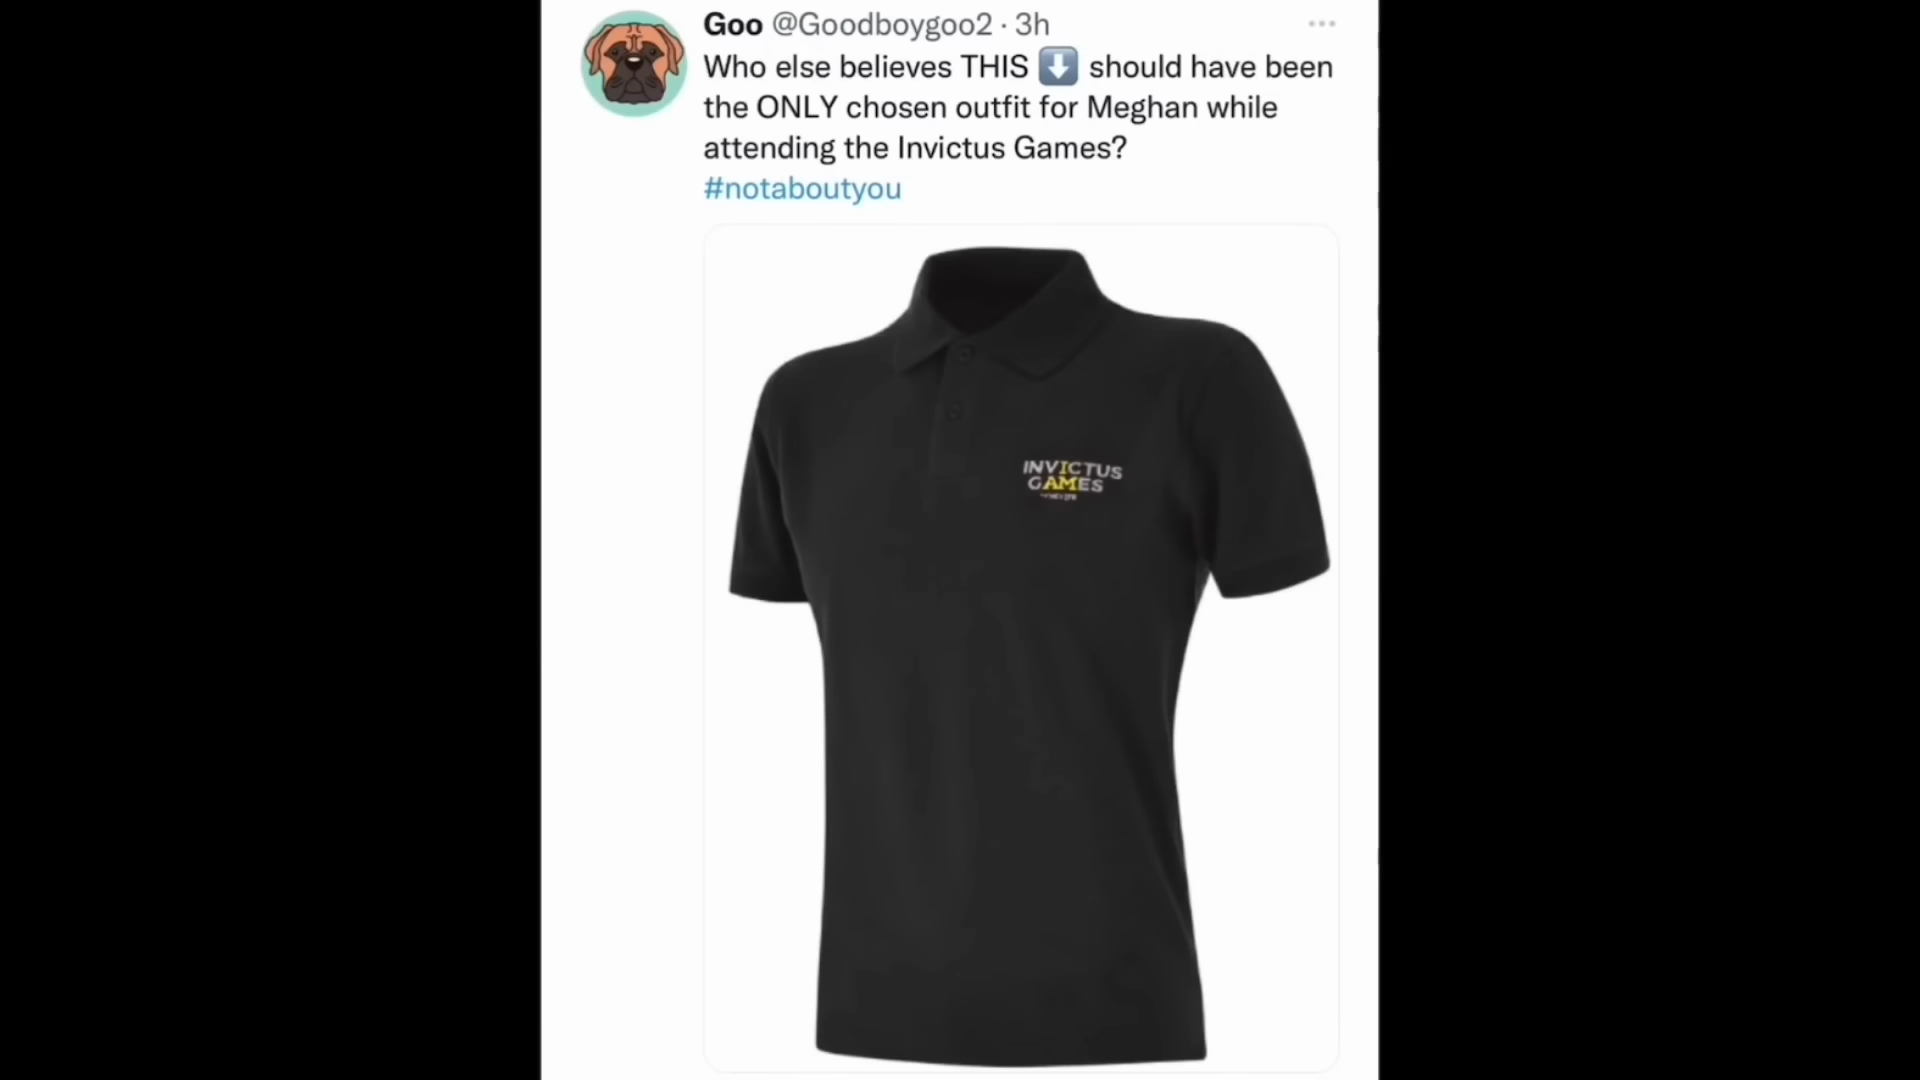 Goo @Goodboygoo2 · 3h
Who else believes THIS ⬇️ should have been
the ONLY chosen outfit for Meghan while
attending the Invictus Games?
#notaboutyou
INVICTUS
GAMES